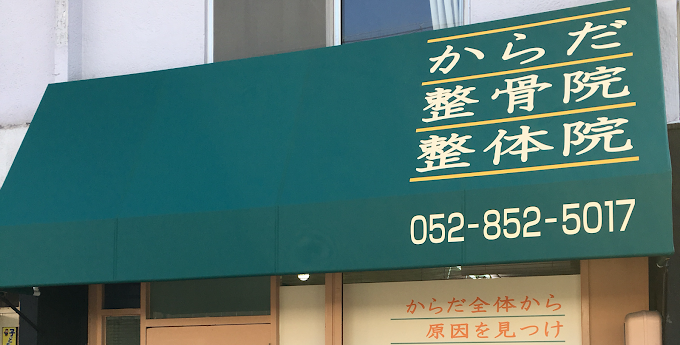 からだ
整骨院
整体院
052-852-5017
からだ全体から
原因を見つけ